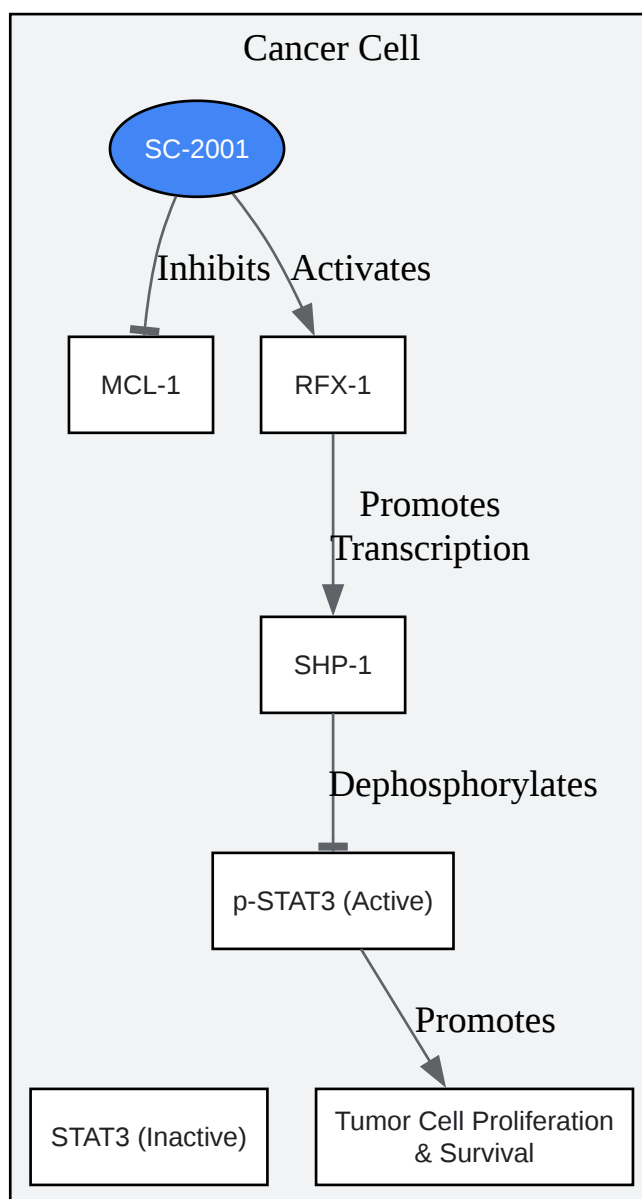 Cancer Cell
SC-2001
Inhibits
Activates
MCL-1
RFX-1
Promotes
Transcription
SHP-1
Dephosphorylates
p-STAT3 (Active)
Promotes
STAT3 (Inactive)
Tumor Cell Proliferation
& Survival